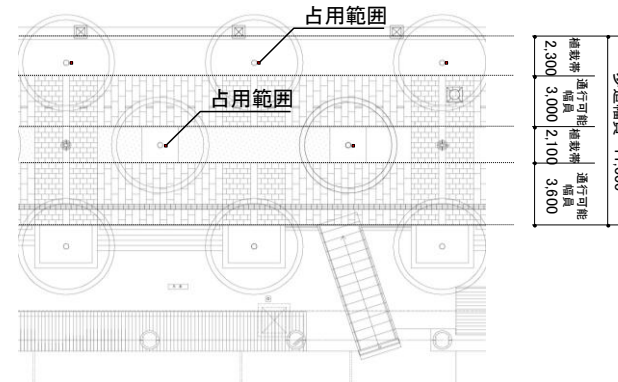 占用範囲
占用範囲
植栽帯
2,300
通行可能
幅員
3,000
植栽帯
2,100
通行可能
幅員
3,600